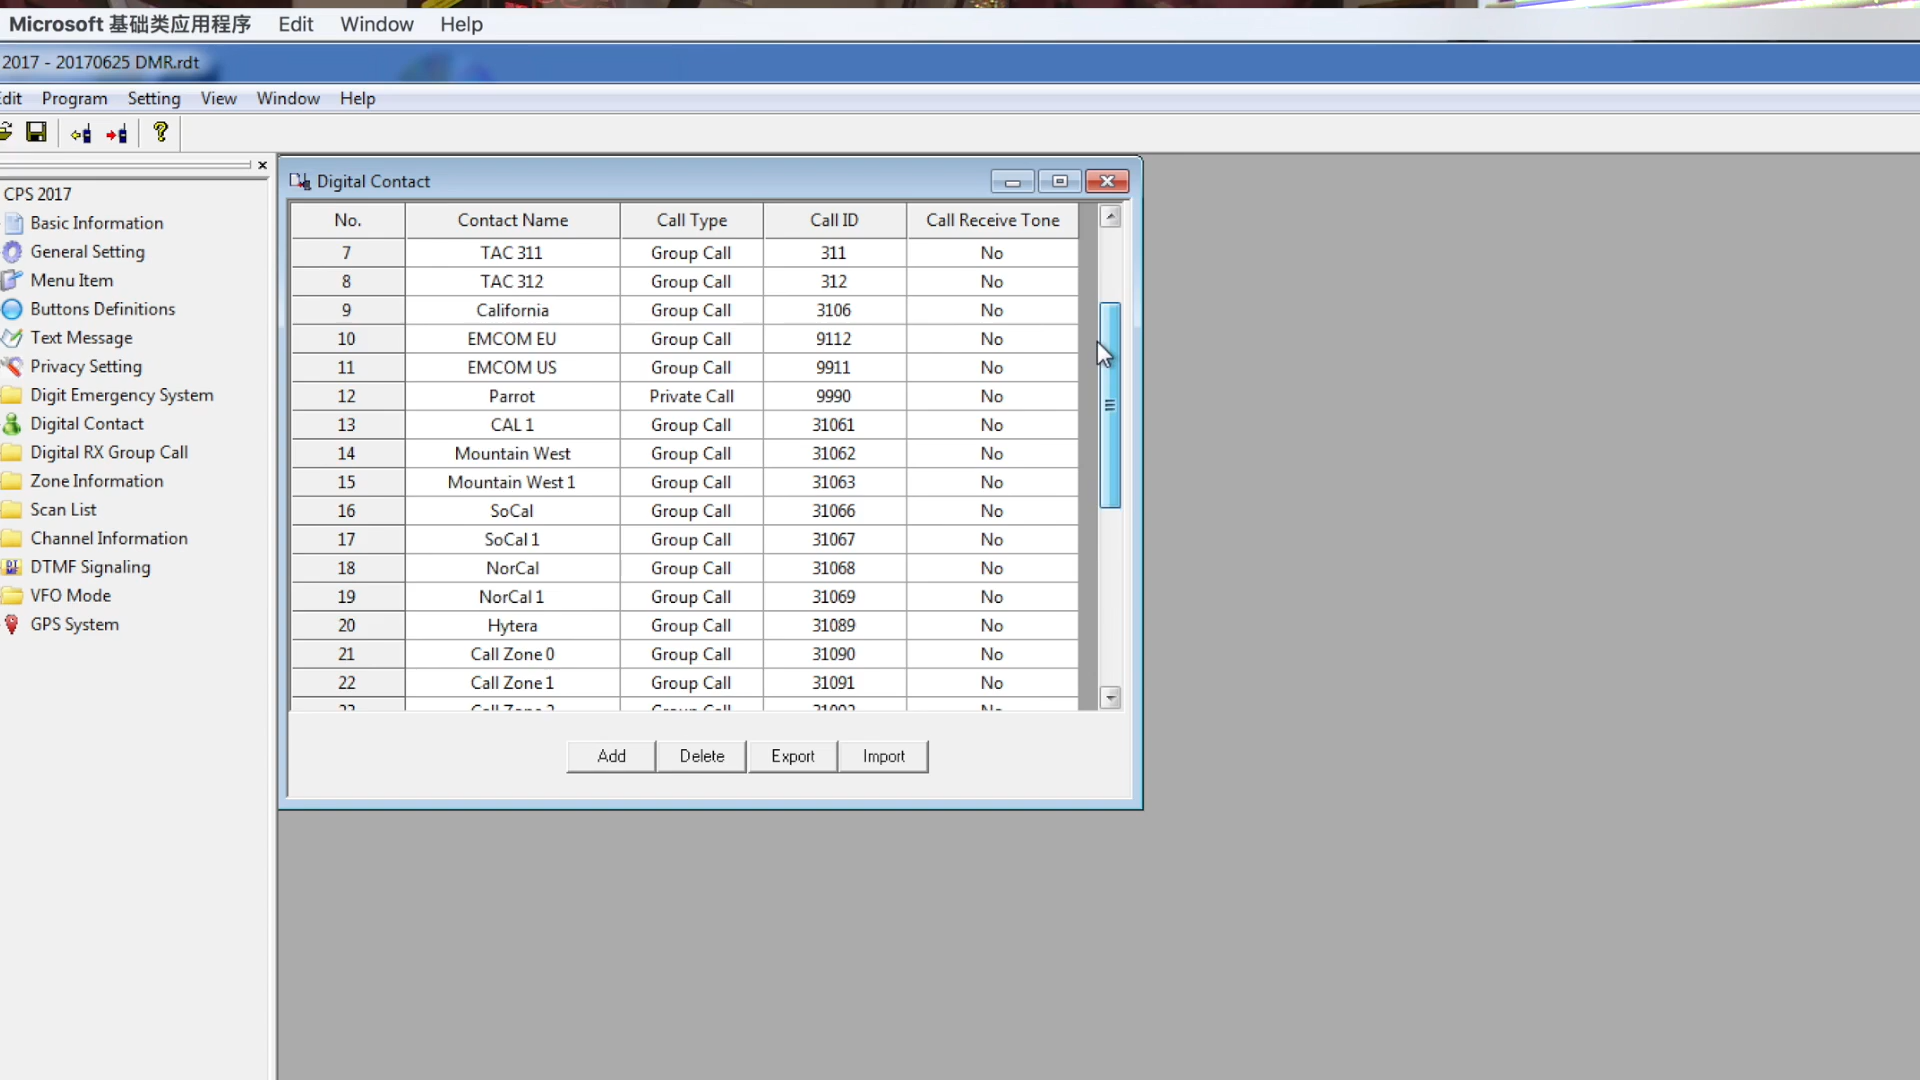 Microsoft 基础类应用程序 Edit Window Help
2017 - 20170625 DMR.rdt
Edit Program Setting View Window Help
CPS 2017
Basic Information
General Setting
Menu Item
Buttons Definitions
Text Message
Privacy Setting
Digit Emergency System
Digital Contact
Digital RX Group Call
Zone Information
Scan List
Channel Information
DTMF Signaling
VFO Mode
GPS System
Digital Contact
No. Contact Name Call Type Call ID Call Receive Tone
7 TAC 311 Group Call 311 No
8 TAC 312 Group Call 312 No
9 California Group Call 3106 No
10 EMCOM EU Group Call 9112 No
11 EMCOM US Group Call 9911 No
12 Parrot Private Call 9990 No
13 CAL 1 Group Call 31061 No
14 Mountain West Group Call 31062 No
15 Mountain West 1 Group Call 31063 No
16 SoCal Group Call 31066 No
17 SoCal 1 Group Call 31067 No
18 NorCal Group Call 31068 No
19 NorCal 1 Group Call 31069 No
20 Hytera Group Call 31089 No
21 Call Zone 0 Group Call 31090 No
22 Call Zone 1 Group Call 31091 No
Add Delete Export Import